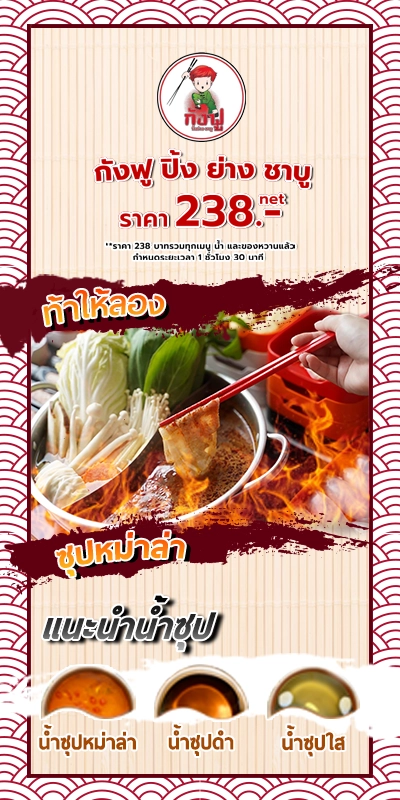 กังฟู
กังฟู ปิ้ง ย่าง ชาบู
ราคา 238.-net
**ราคา 238 บาทรวมทุกเมนู น้ำ และของหวานแล้ว
กำหนดระยะเวลา 1 ชั่วโมง 30 นาที
ท้าให้ลอง
ซุปหม่าล่า
แนะนำน้ำซุป
น้ำซุปหม่าล่า น้ำซุปดำ น้ำซุปใส